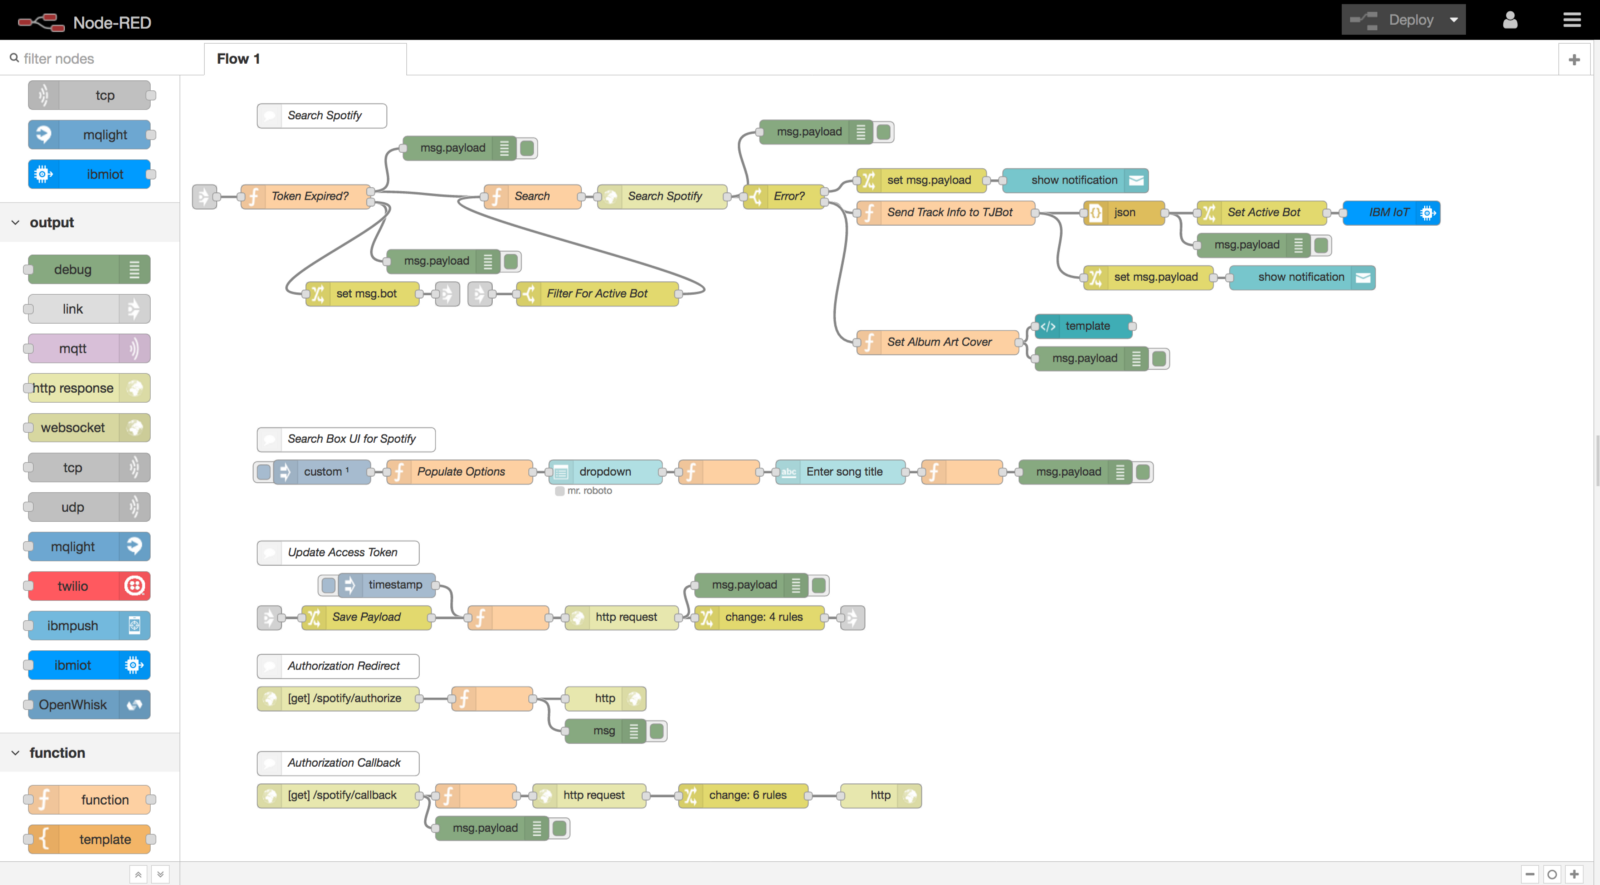 Node-RED
Deploy
filter nodes
Flow 1
tcp
mqlight
ibmiot
output
debug
link
mqtt
http response
websocket
tcp
udp
mqlight
twilio
ibmpush
ibmiot
OpenWhisk
function
function
template
Search Spotify
msg.payload
msg.payload
Token Expired?
Search
Search Spotify
Error?
set msg.payload
show notification
Send Track Info to TJBot
json
Set Active Bot
IBM IoT
msg.payload
msg.payload
set msg.payload
show notification
set msg.bot
Filter For Active Bot
template
Set Album Art Cover
msg.payload
Search Box UI for Spotify
custom ¹
Populate Options
dropdown
abc
Enter song title
msg.payload
mr. roboto
Update Access Token
timestamp
msg.payload
Save Payload
http request
change: 4 rules
Authorization Redirect
[get] /spotify/authorize
http
msg
Authorization Callback
[get] /spotify/callback
http request
change: 6 rules
http
msg.payload